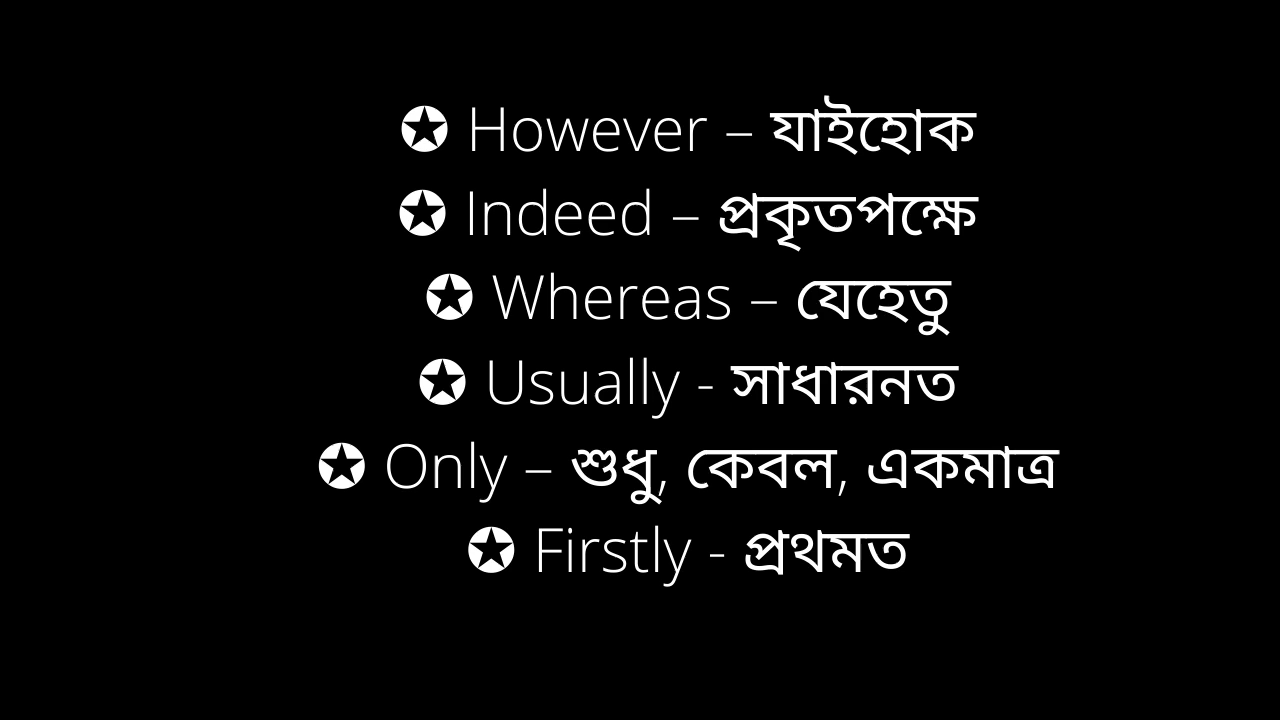 ✪ However – যাইহোক
✪ Indeed – প্রকৃতপক্ষে
✪ Whereas – যেহেতু
✪ Usually - সাধারনত
✪ Only – শুধু, কেবল, একমাত্র
✪ Firstly - প্রথমত